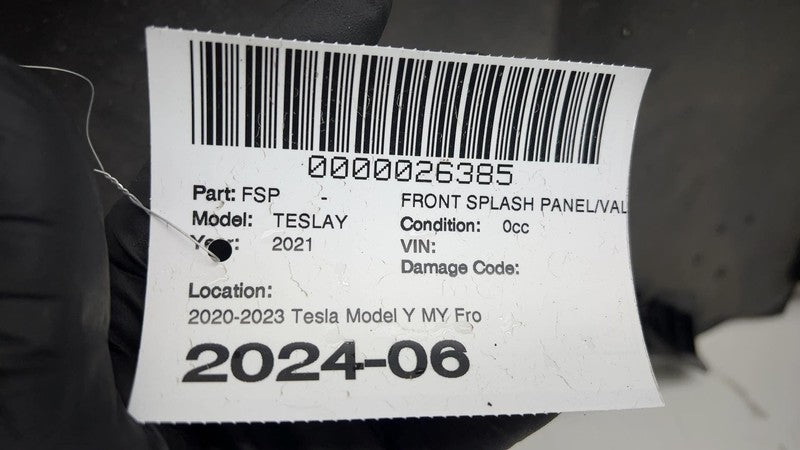 0000026385
Part: FSP - FRONT SPLASH PANEL/VAL
Model: TESLAY Condition: 0cc
Year: 2021 VIN:
Damage Code:
Location:
2020-2023 Tesla Model Y MY Fro
2024-06